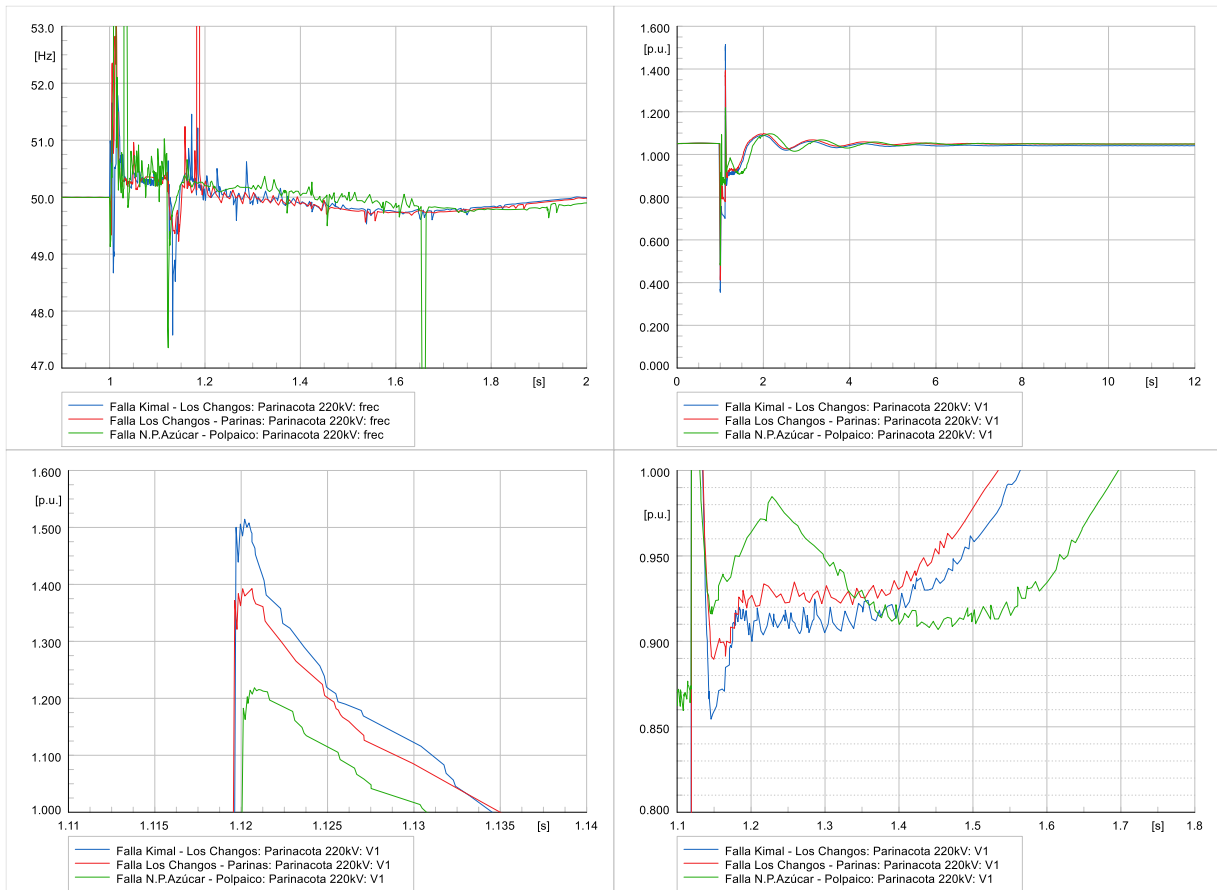 53.0
[Hz]
52.0
51.0
50.0
49.0
48.0
47.0
1
1.2
1.4
1.6
1.8
[s]
2
Falla Kimal - Los Changos: Parinacota 220kV: frec
Falla Los Changos - Parinas: Parinacota 220kV: frec
Falla N.P.Azúcar - Polpaico: Parinacota 220kV: frec
1.600
[p.u.]
1.400
1.200
1.000
0.800
0.600
0.400
0.200
0.000
0
2
4
6
8
10
[s]
12
Falla Kimal - Los Changos: Parinacota 220kV: V1
Falla Los Changos - Parinas: Parinacota 220kV: V1
Falla N.P.Azúcar - Polpaico: Parinacota 220kV: V1
1.600
[p.u.]
1.500
1.400
1.300
1.200
1.100
1.000
1.11
1.115
1.12
1.125
1.13
1.135
[s]
1.14
Falla Kimal - Los Changos: Parinacota 220kV: V1
Falla Los Changos - Parinas: Parinacota 220kV: V1
Falla N.P.Azúcar - Polpaico: Parinacota 220kV: V1
1.000
[p.u.]
0.950
0.900
0.850
0.800
1.1
1.2
1.3
1.4
1.5
1.6
1.7
[s]
1.8
Falla Kimal - Los Changos: Parinacota 220kV: V1
Falla Los Changos - Parinas: Parinacota 220kV: V1
Falla N.P.Azúcar - Polpaico: Parinacota 220kV: V1